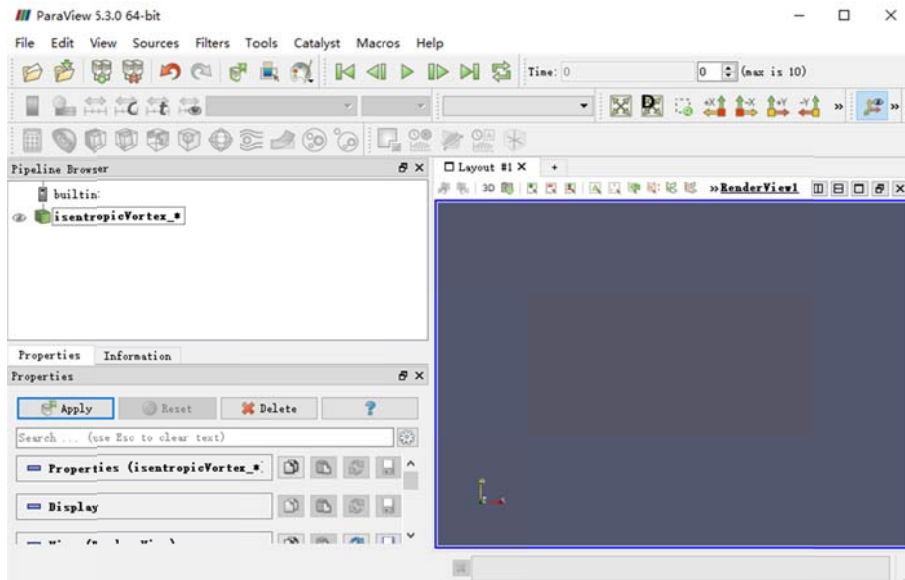 ParaView 5.3.0 64-bit
File Edit View Sources Filters Tools Catalyst Macros Help
Time: 0 0 (max is 10)
Pipeline Browser
Layout #1
3D RenderView1
builtin:
isentropicVortex_*
Properties Information
Properties
Apply Reset Delete ?
Search ... (use Esc to clear text)
Properties (isentropicVortex_*)
Display